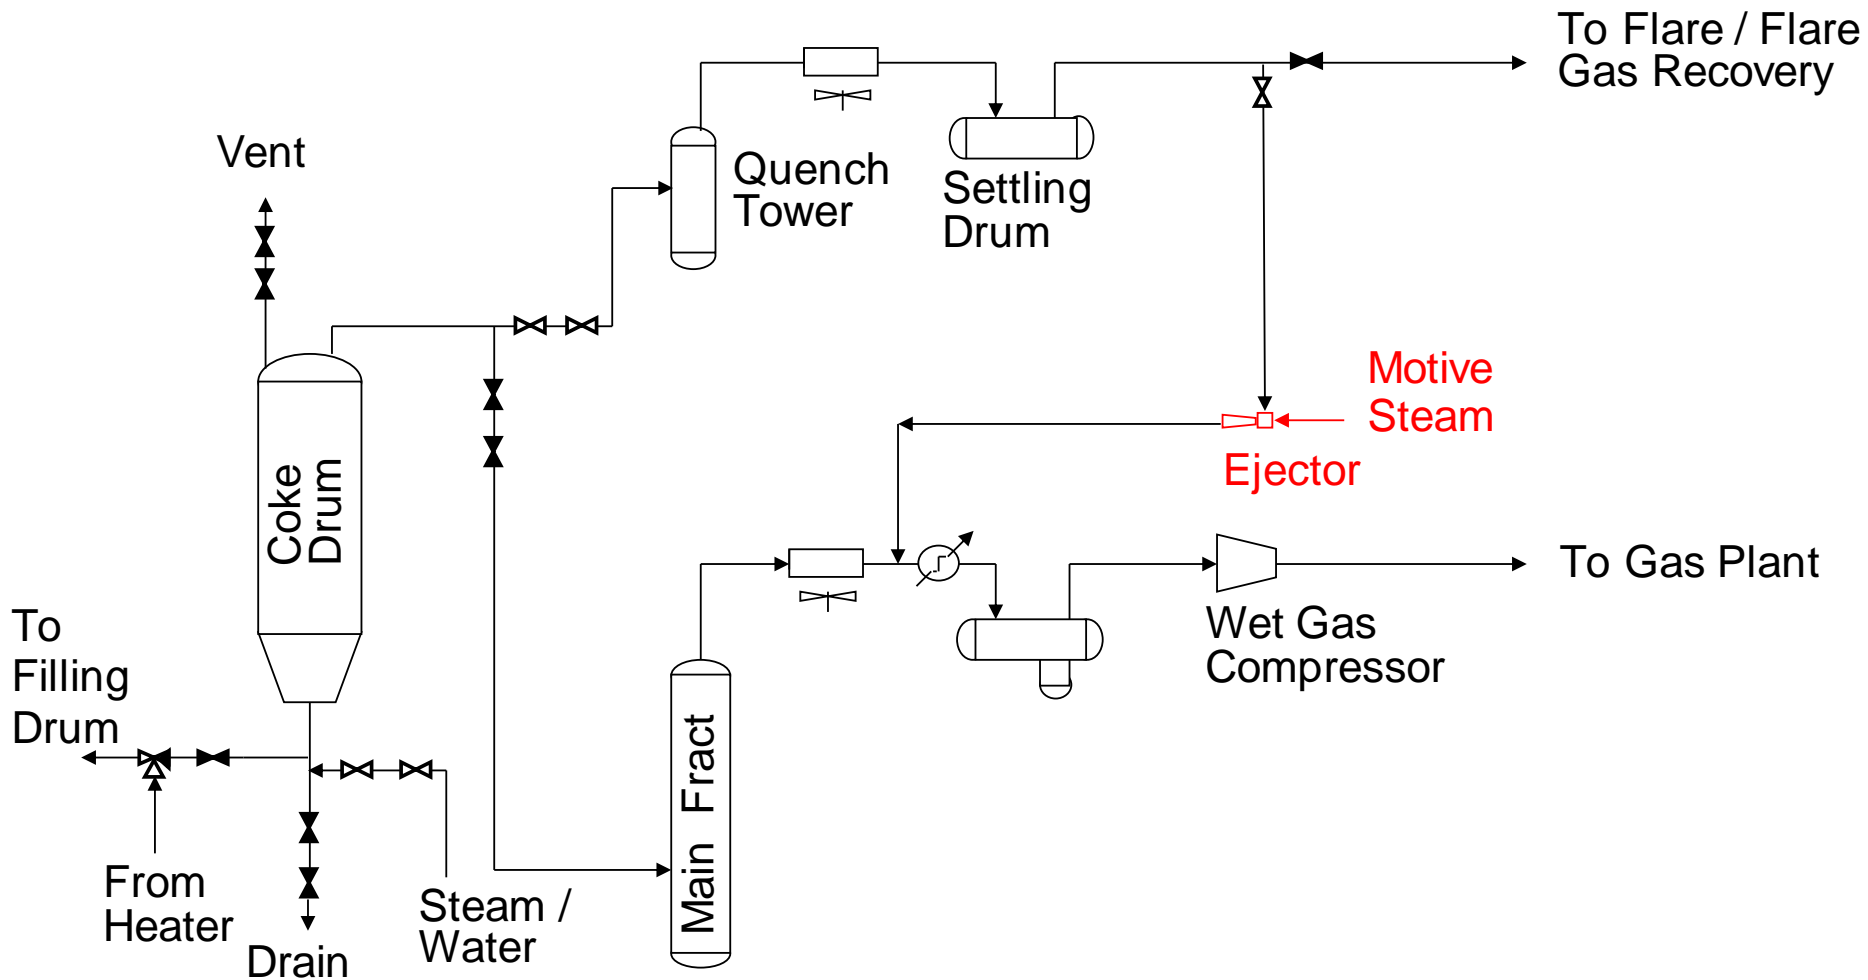 To Flare / Flare
Gas Recovery
Vent
Quench
Tower
Settling
Drum
Motive
Steam
Ejector
Coke
Drum
To Gas Plant
Wet Gas
Compressor
To
Filling
Drum
Main Fract
From
Heater
Steam /
Water
Drain